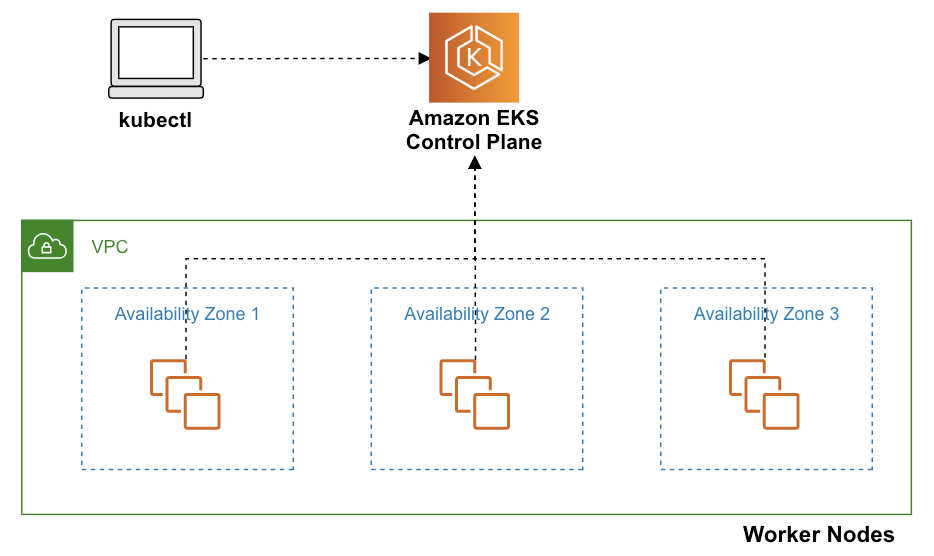 kubectl
Amazon EKS
Control Plane
K
VPC
Availability Zone 1
Availability Zone 2
Availability Zone 3
Worker Nodes